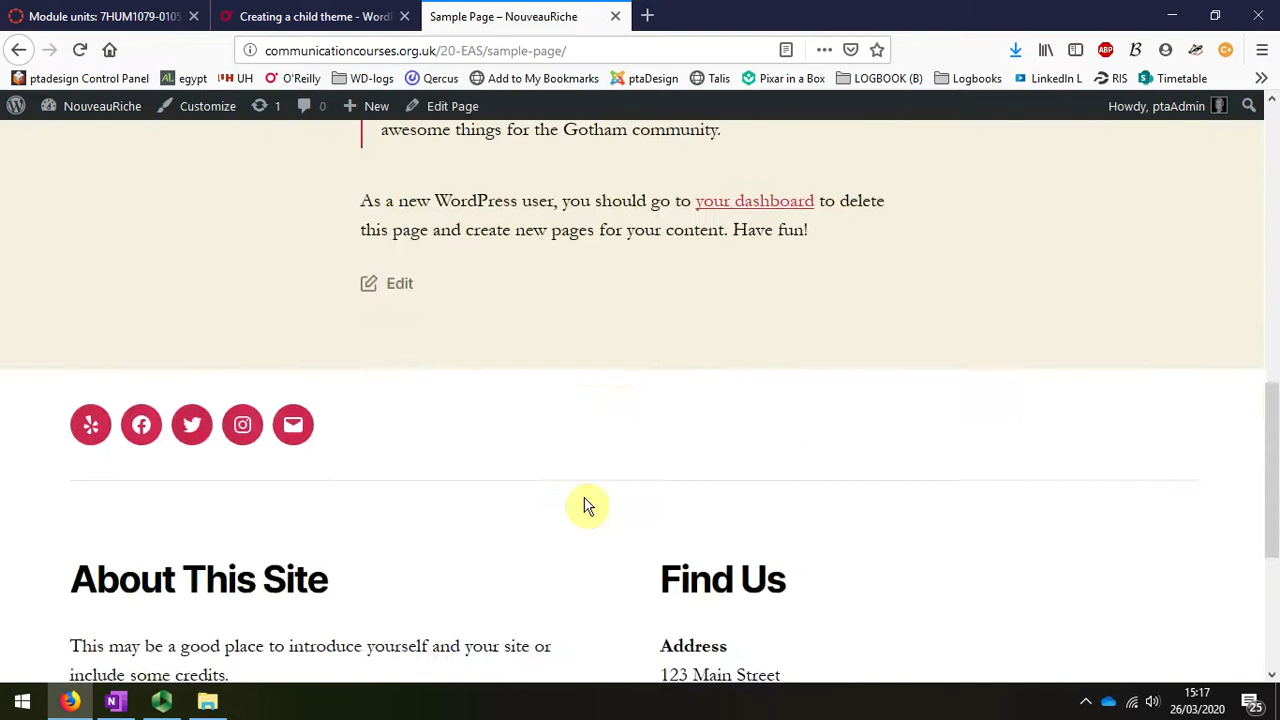 Module units: 7HUM1079-0105
Creating a child theme - WordP
Sample Page – NouveauRiche
communicationcourses.org.uk/20-EAS/sample-page/
ptadesign Control Panel
AL egypt
UH
O'Reilly
WD-logs
Qercus
Add to My Bookmarks
ptaDesign
Talis
Pixar in a Box
LOGBOOK (B)
Logbooks
LinkedIn L
RIS
Timetable
NouveauRiche
Customize
1
0
New
Edit Page
Howdy, ptaAdmin
awesome things for the Gotham community.
As a new WordPress user, you should go to your dashboard to delete
this page and create new pages for your content. Have fun!
Edit
About This Site
Find Us
This may be a good place to introduce yourself and your site or
include some credits.
Address
123 Main Street
15:17
26/03/2020
25